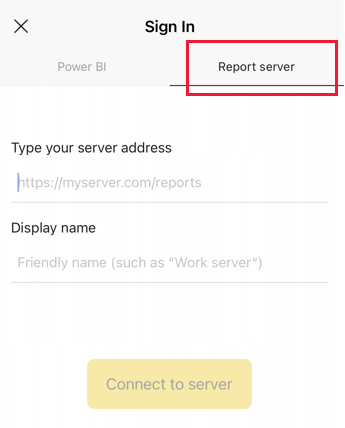 Sign In
Power BI
Report server
Type your server address
https://myserver.com/reports
Display name
Friendly name (such as “Work server“)
Connect to server